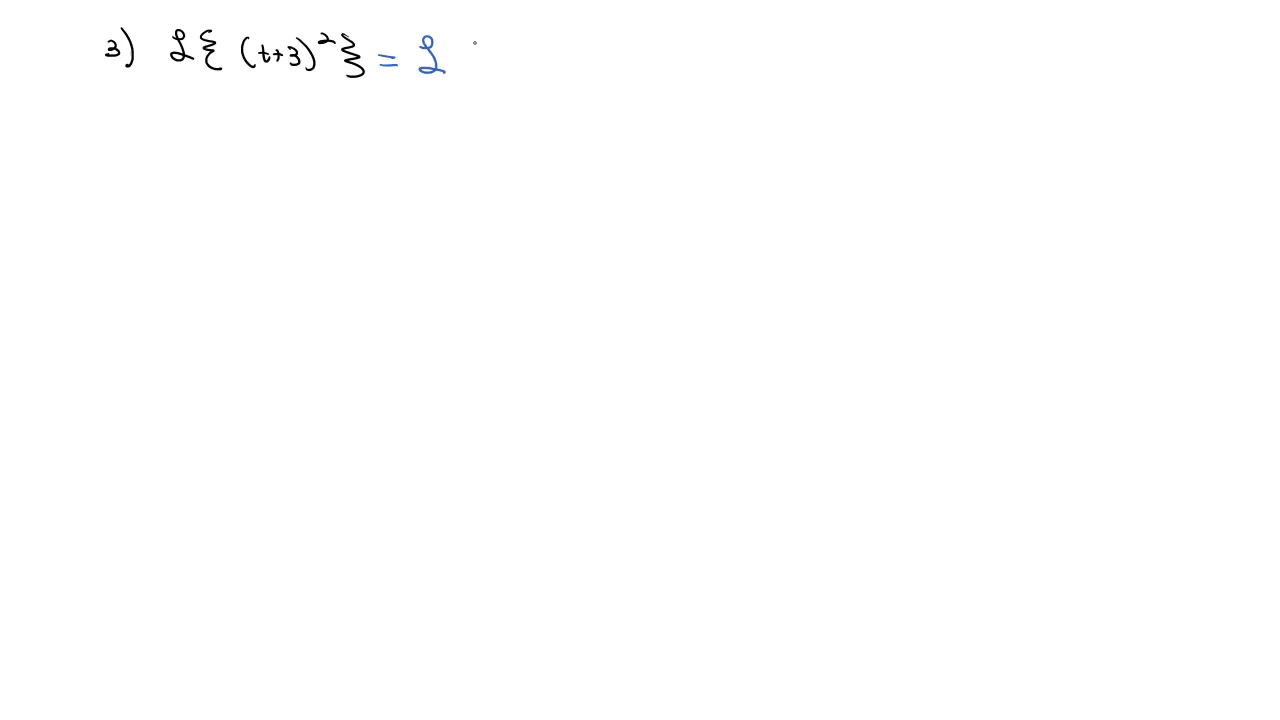 3) ℒ{ (t+3)² } = ℒ